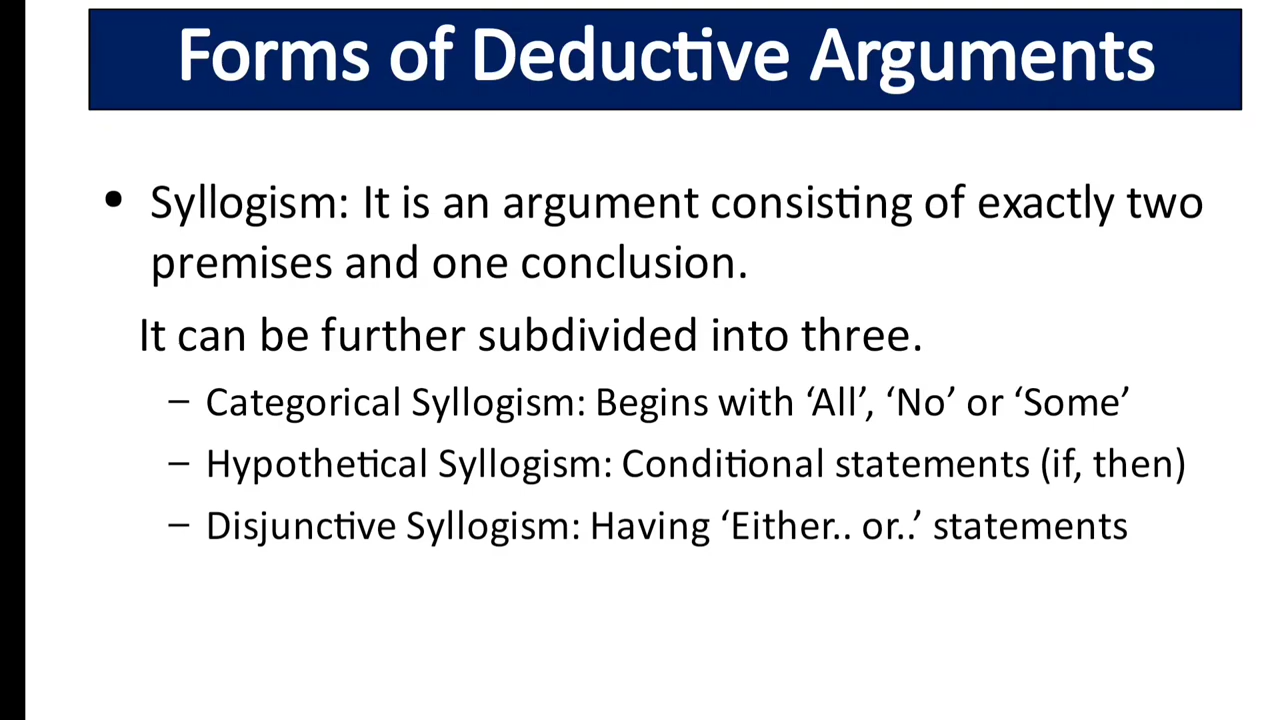 Forms of Deductive Arguments
• Syllogism: It is an argument consisting of exactly two
premises and one conclusion.
It can be further subdivided into three.
– Categorical Syllogism: Begins with ‘All’, ‘No’ or ‘Some’
– Hypothetical Syllogism: Conditional statements (if, then)
– Disjunctive Syllogism: Having ‘Either.. or..’ statements